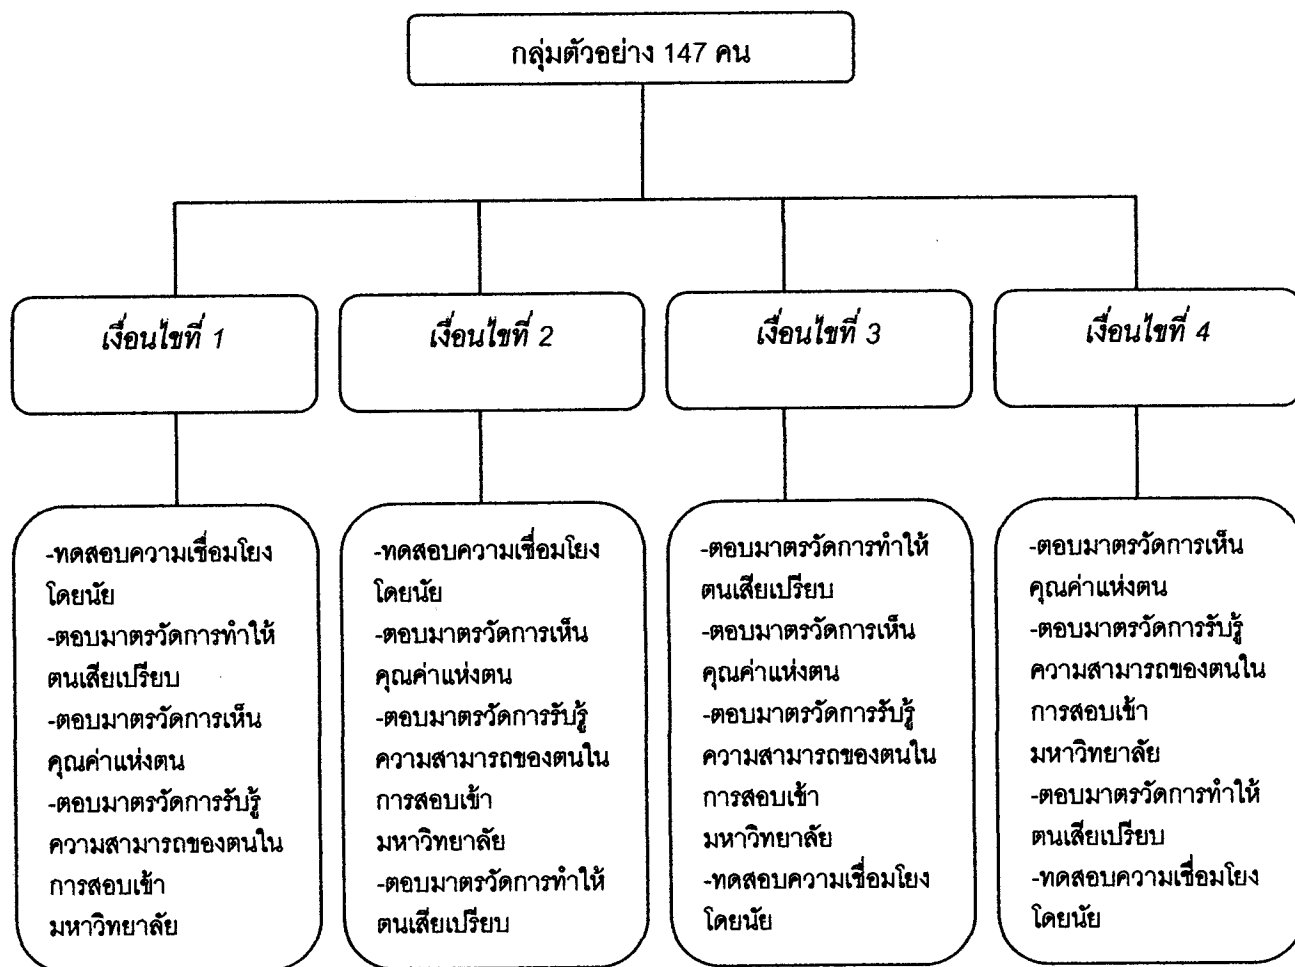 กลุ่มตัวอย่าง 147 คน
เงื่อนไขที่ 1
-ทดสอบความเชื่อมโยง
โดยนัย
-ตอบมาตรวัดการทำให้
ตนเสียเปรียบ
-ตอบมาตรวัดการเห็น
คุณค่าแห่งตน
-ตอบมาตรวัดการรับรู้
ความสามารถของตนใน
การสอบเข้า
มหาวิทยาลัย
เงื่อนไขที่ 2
-ทดสอบความเชื่อมโยง
โดยนัย
-ตอบมาตรวัดการเห็น
คุณค่าแห่งตน
-ตอบมาตรวัดการรับรู้
ความสามารถของตนใน
การสอบเข้า
มหาวิทยาลัย
-ตอบมาตรวัดการทำให้
ตนเสียเปรียบ
เงื่อนไขที่ 3
-ตอบมาตรวัดการทำให้
ตนเสียเปรียบ
-ตอบมาตรวัดการเห็น
คุณค่าแห่งตน
-ตอบมาตรวัดการรับรู้
ความสามารถของตนใน
การสอบเข้า
มหาวิทยาลัย
-ทดสอบความเชื่อมโยง
โดยนัย
เงื่อนไขที่ 4
-ตอบมาตรวัดการเห็น
คุณค่าแห่งตน
-ตอบมาตรวัดการรับรู้
ความสามารถของตนใน
การสอบเข้า
มหาวิทยาลัย
-ตอบมาตรวัดการทำให้
ตนเสียเปรียบ
-ทดสอบความเชื่อมโยง
โดยนัย